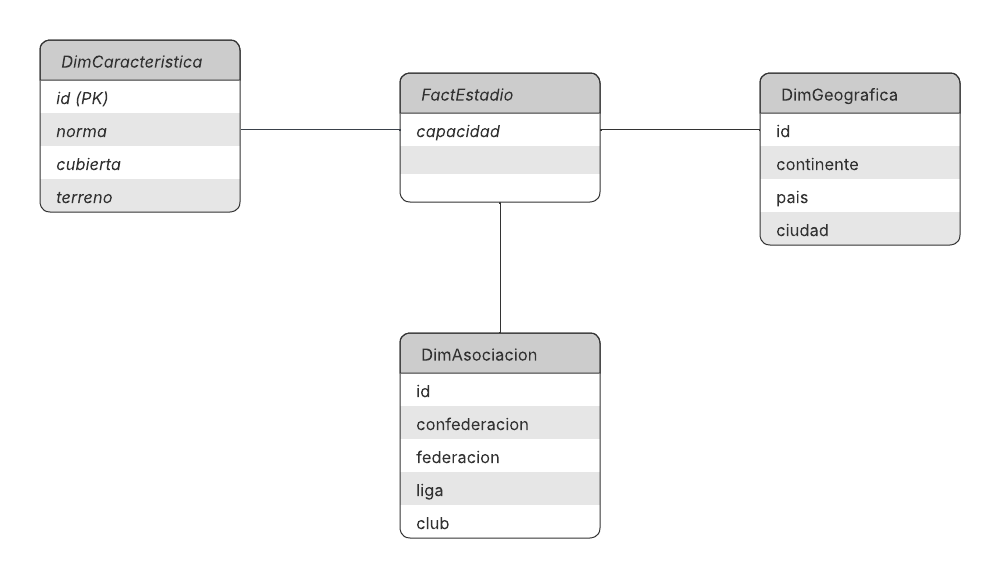 DimCaracteristica
id (PK)
norma
cubierta
terreno
FactEstadio
capacidad
DimGeografica
id
continente
pais
ciudad
DimAsociacion
id
confederacion
federacion
liga
club